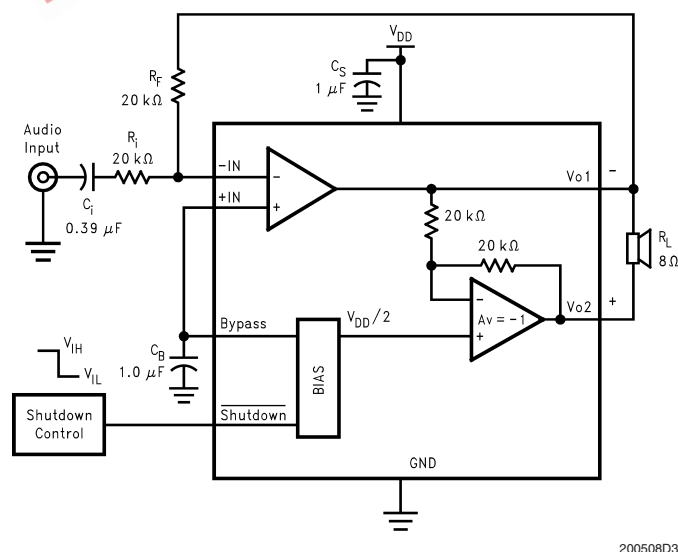 V_DD
C_S
1 μF
R_F
20 kΩ
Audio
Input
R_i
20 kΩ
C_i
0.39 μF
-IN
+IN
-
+
Vo1
-
20 kΩ
20 kΩ
R_L
8Ω
Vo2
+
-
Av = -1
+
Bypass
V_DD/2
C_B
1.0 μF
BIAS
V_IH
V_IL
Shutdown
Shutdown
Control
GND
200508D3